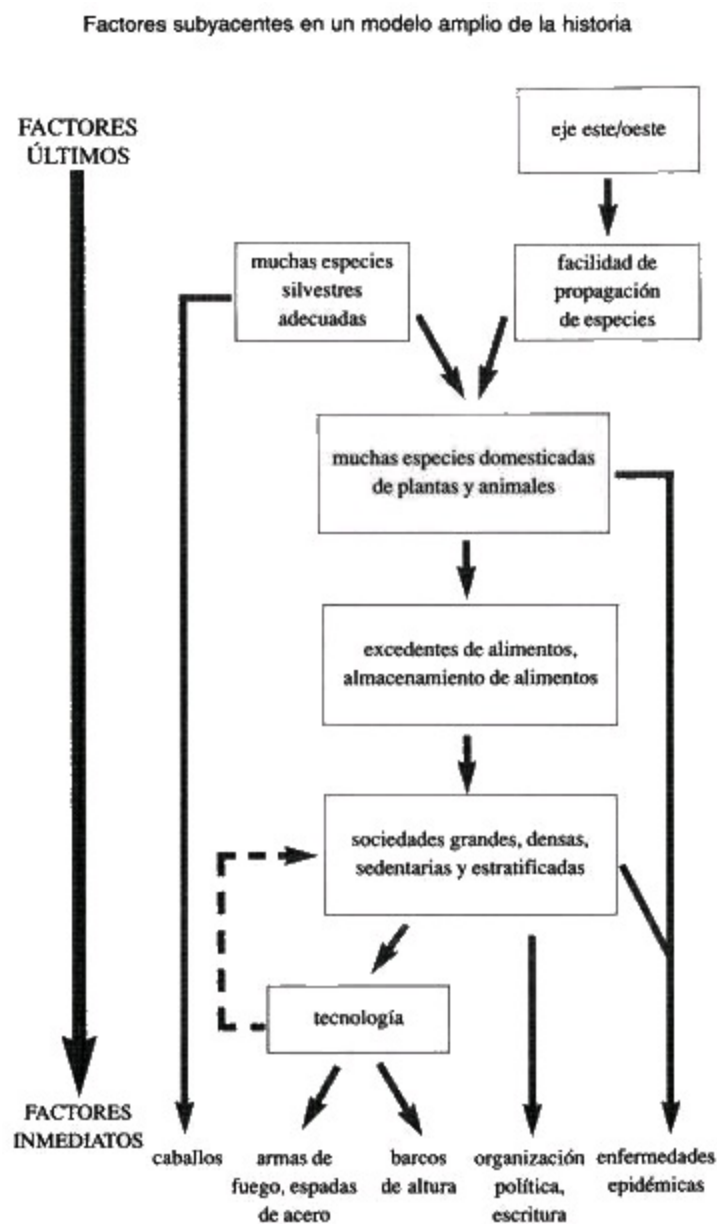 Factores subyacentes en un modelo amplio de la historia
FACTORES
ÚLTIMOS
eje este/oeste
muchas especies
silvestres
adecuadas
facilidad de
propagación
de especies
muchas especies domesticadas
de plantas y animales
excedentes de alimentos,
almacenamiento de alimentos
sociedades grandes, densas,
sedentarias y estratificadas
tecnología
FACTORES
INMEDIATOS
caballos
armas de
fuego, espadas
de acero
barcos
de altura
organización
política,
escritura
enfermedades
epidémicas